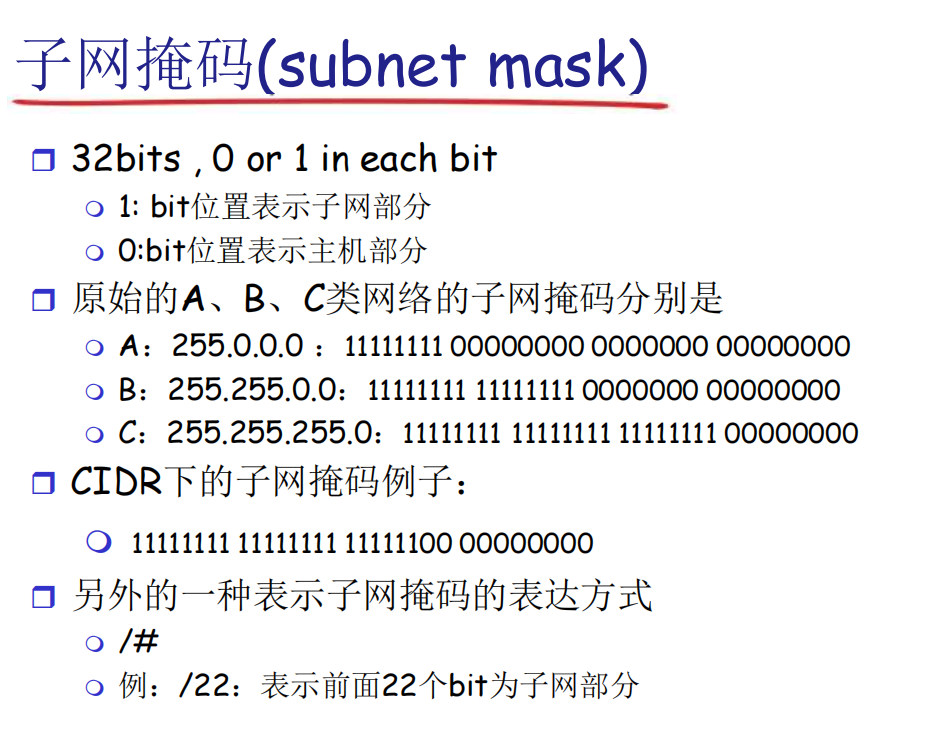 子网掩码(subnet mask)
32bits , 0 or 1 in each bit
1: bit位置表示子网部分
0:bit位置表示主机部分
原始的A、B、C类网络的子网掩码分别是
A：255.0.0.0 ：11111111 00000000 0000000 00000000
B：255.255.0.0：11111111 11111111 0000000 00000000
C：255.255.255.0：11111111 11111111 11111111 00000000
CIDR下的子网掩码例子：
11111111 11111111 11111100 00000000
另外的一种表示子网掩码的表达方式
/#
例：/22：表示前面22个bit为子网部分